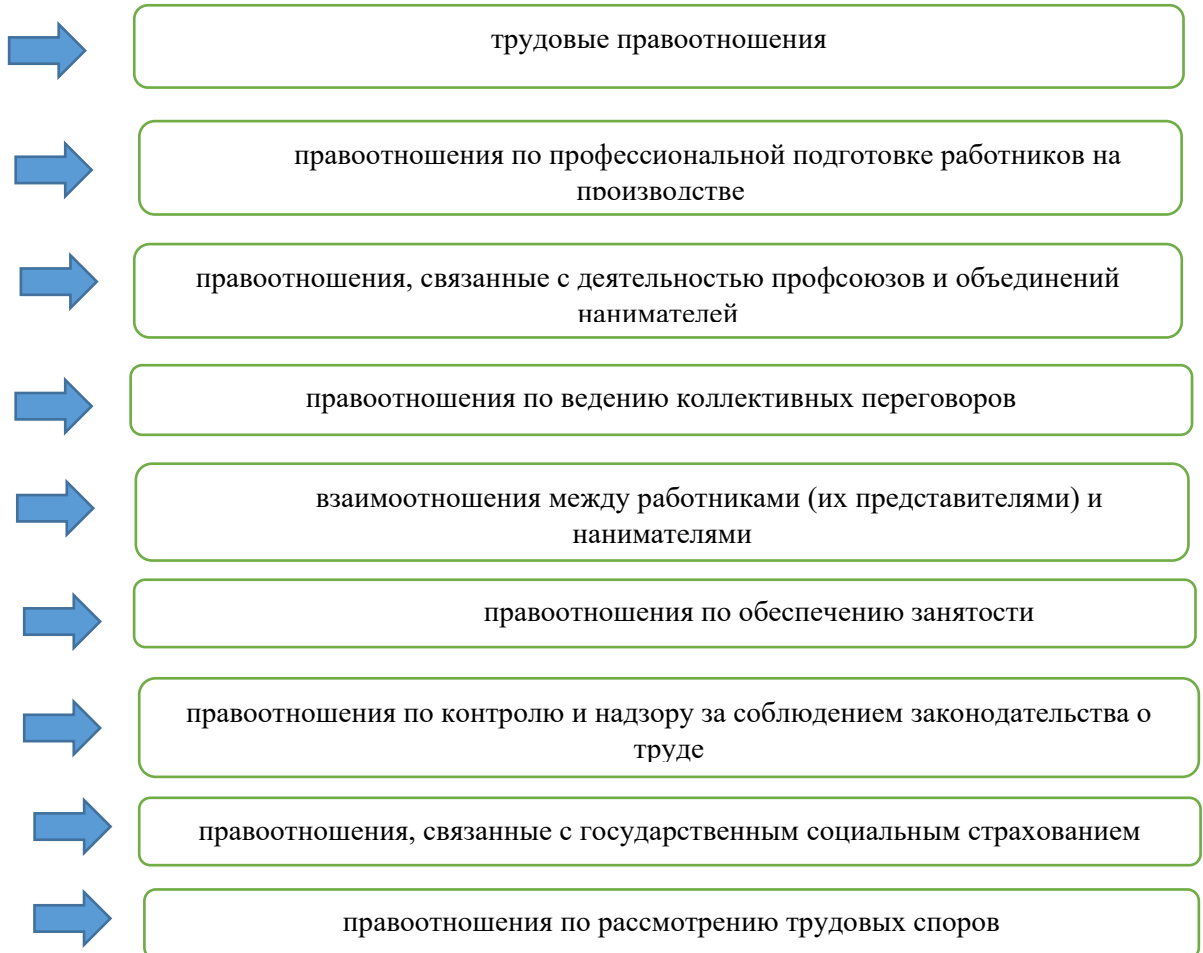 трудовые правоотношения
правоотношения по профессиональной подготовке работников на
производстве
правоотношения, связанные с деятельностью профсоюзов и объединений
нанимателей
правоотношения по ведению коллективных переговоров
взаимоотношения между работниками (их представителями) и
нанимателями
правоотношения по обеспечению занятости
правоотношения по контролю и надзору за соблюдением законодательства о
труде
правоотношения, связанные с государственным социальным страхованием
правоотношения по рассмотрению трудовых споров